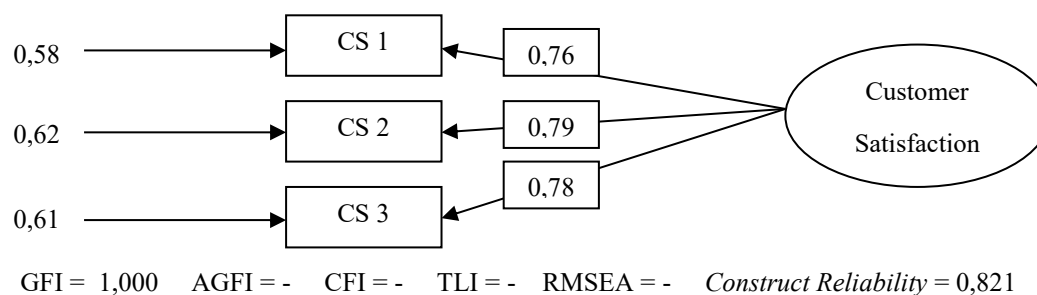 0,58 CS 1 0,76
Customer
0,62 CS 2 0,79
Satisfaction
0,61 CS 3 0,78
GFI = 1,000 AGFI = - CFI = - TLI = - RMSEA = - Construct Reliability = 0,821